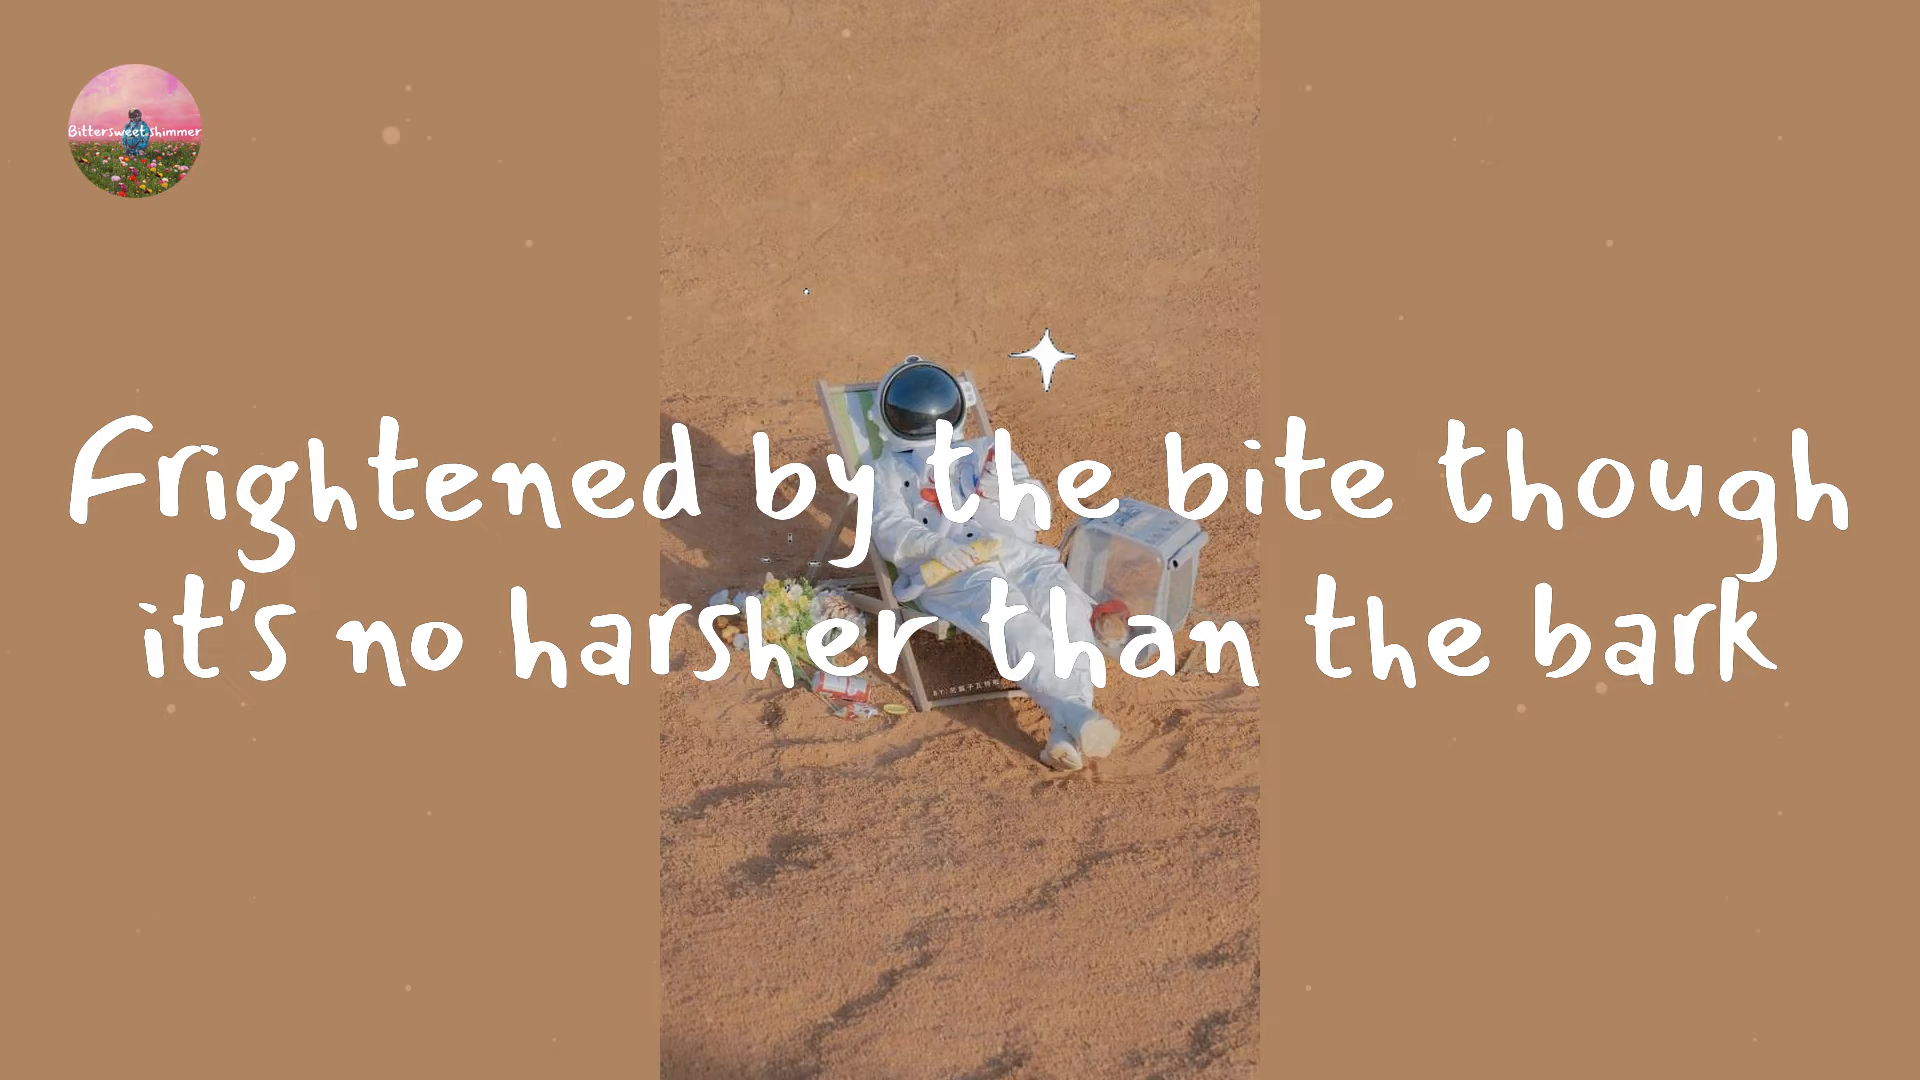 Bittersweet shimmer
Frightened by the bite though
it's no harsher than the bark